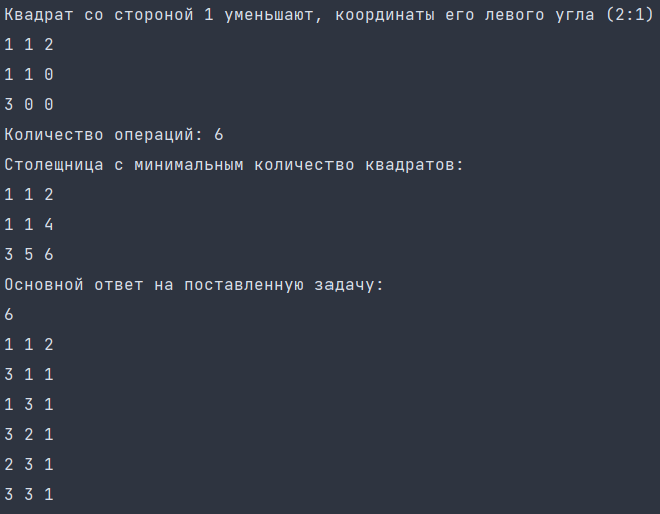 Квадрат со стороной 1 уменьшают, координаты его левого угла (2:1)
1 1 2
1 1 0
3 0 0
Количество операций: 6
Столещница с минимальным количество квадратов:
1 1 2
1 1 4
3 5 6
Основной ответ на поставленную задачу:
6
1 1 2
3 1 1
1 3 1
3 2 1
2 3 1
3 3 1